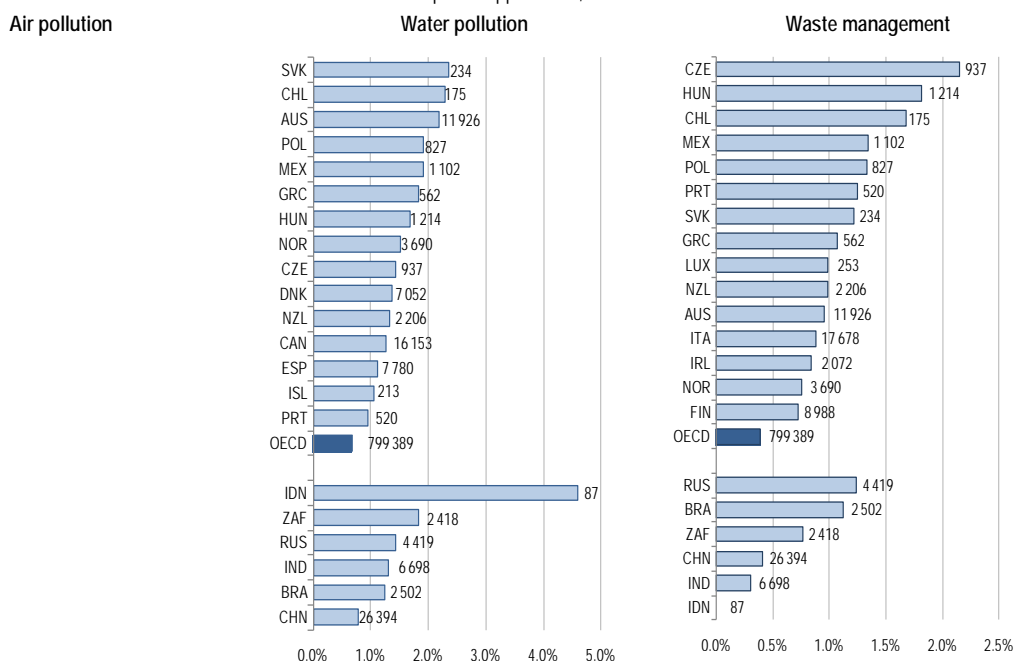 Air pollution
Water pollution
SVK 234
CHL 175
AUS 11 926
POL 827
MEX 1 102
GRC 562
HUN 1 214
NOR 3 690
CZE 937
DNK 7 052
NZL 2 206
CAN 16 153
ESP 7 780
ISL 213
PRT 520
OECD 799 389
IDN 87
ZAF 2 418
RUS 4 419
IND 6 698
BRA 2 502
CHN 26 394
0.0% 1.0% 2.0% 3.0% 4.0% 5.0%
Waste management
CZE 937
HUN 1 214
CHL 175
MEX 1 102
POL 827
PRT 520
SVK 234
GRC 562
LUX 253
NZL 2 206
AUS 11 926
ITA 17 678
IRL 2 072
NOR 3 690
FIN 8 988
OECD 799 389
RUS 4 419
BRA 2 502
ZAF 2 418
CHN 26 394
IND 6 698
IDN 87
0.0% 0.5% 1.0% 1.5% 2.0% 2.5%